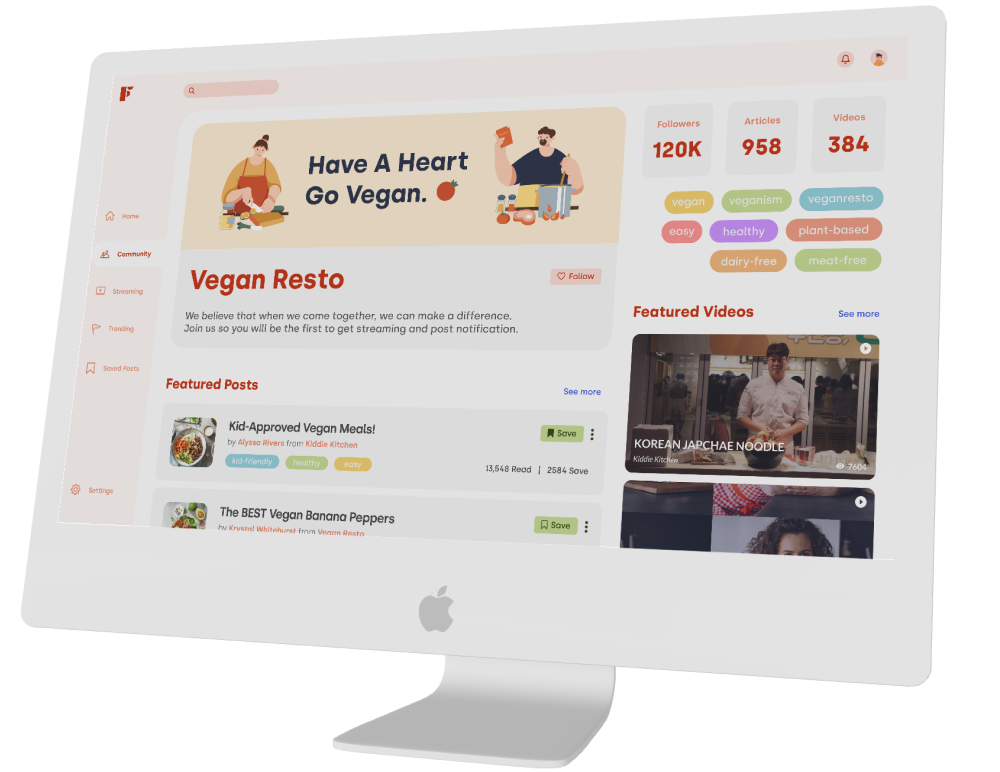 F
Home
Community
Streaming
Trending
Saved Posts
Settings
Have A Heart
Go Vegan.
Vegan Resto
Follow
We believe that when we come together, we can make a difference.
Join us so you will be the first to get streaming and post notification.
Featured Posts
See more
Kid-Approved Vegan Meals!
by Alyssa Rivers from Kiddie Kitchen
kid-friendly
healthy
easy
Save
13,548 Read | 2584 Save
The BEST Vegan Banana Peppers
by Krystal Whitehurst from Vegan Resto
Save
Followers
120K
Articles
958
Videos
384
vegan
veganism
veganresto
easy
healthy
plant-based
dairy-free
meat-free
Featured Videos
See more
KOREAN JAPCHAE NOODLE
Kiddie Kitchen
7604